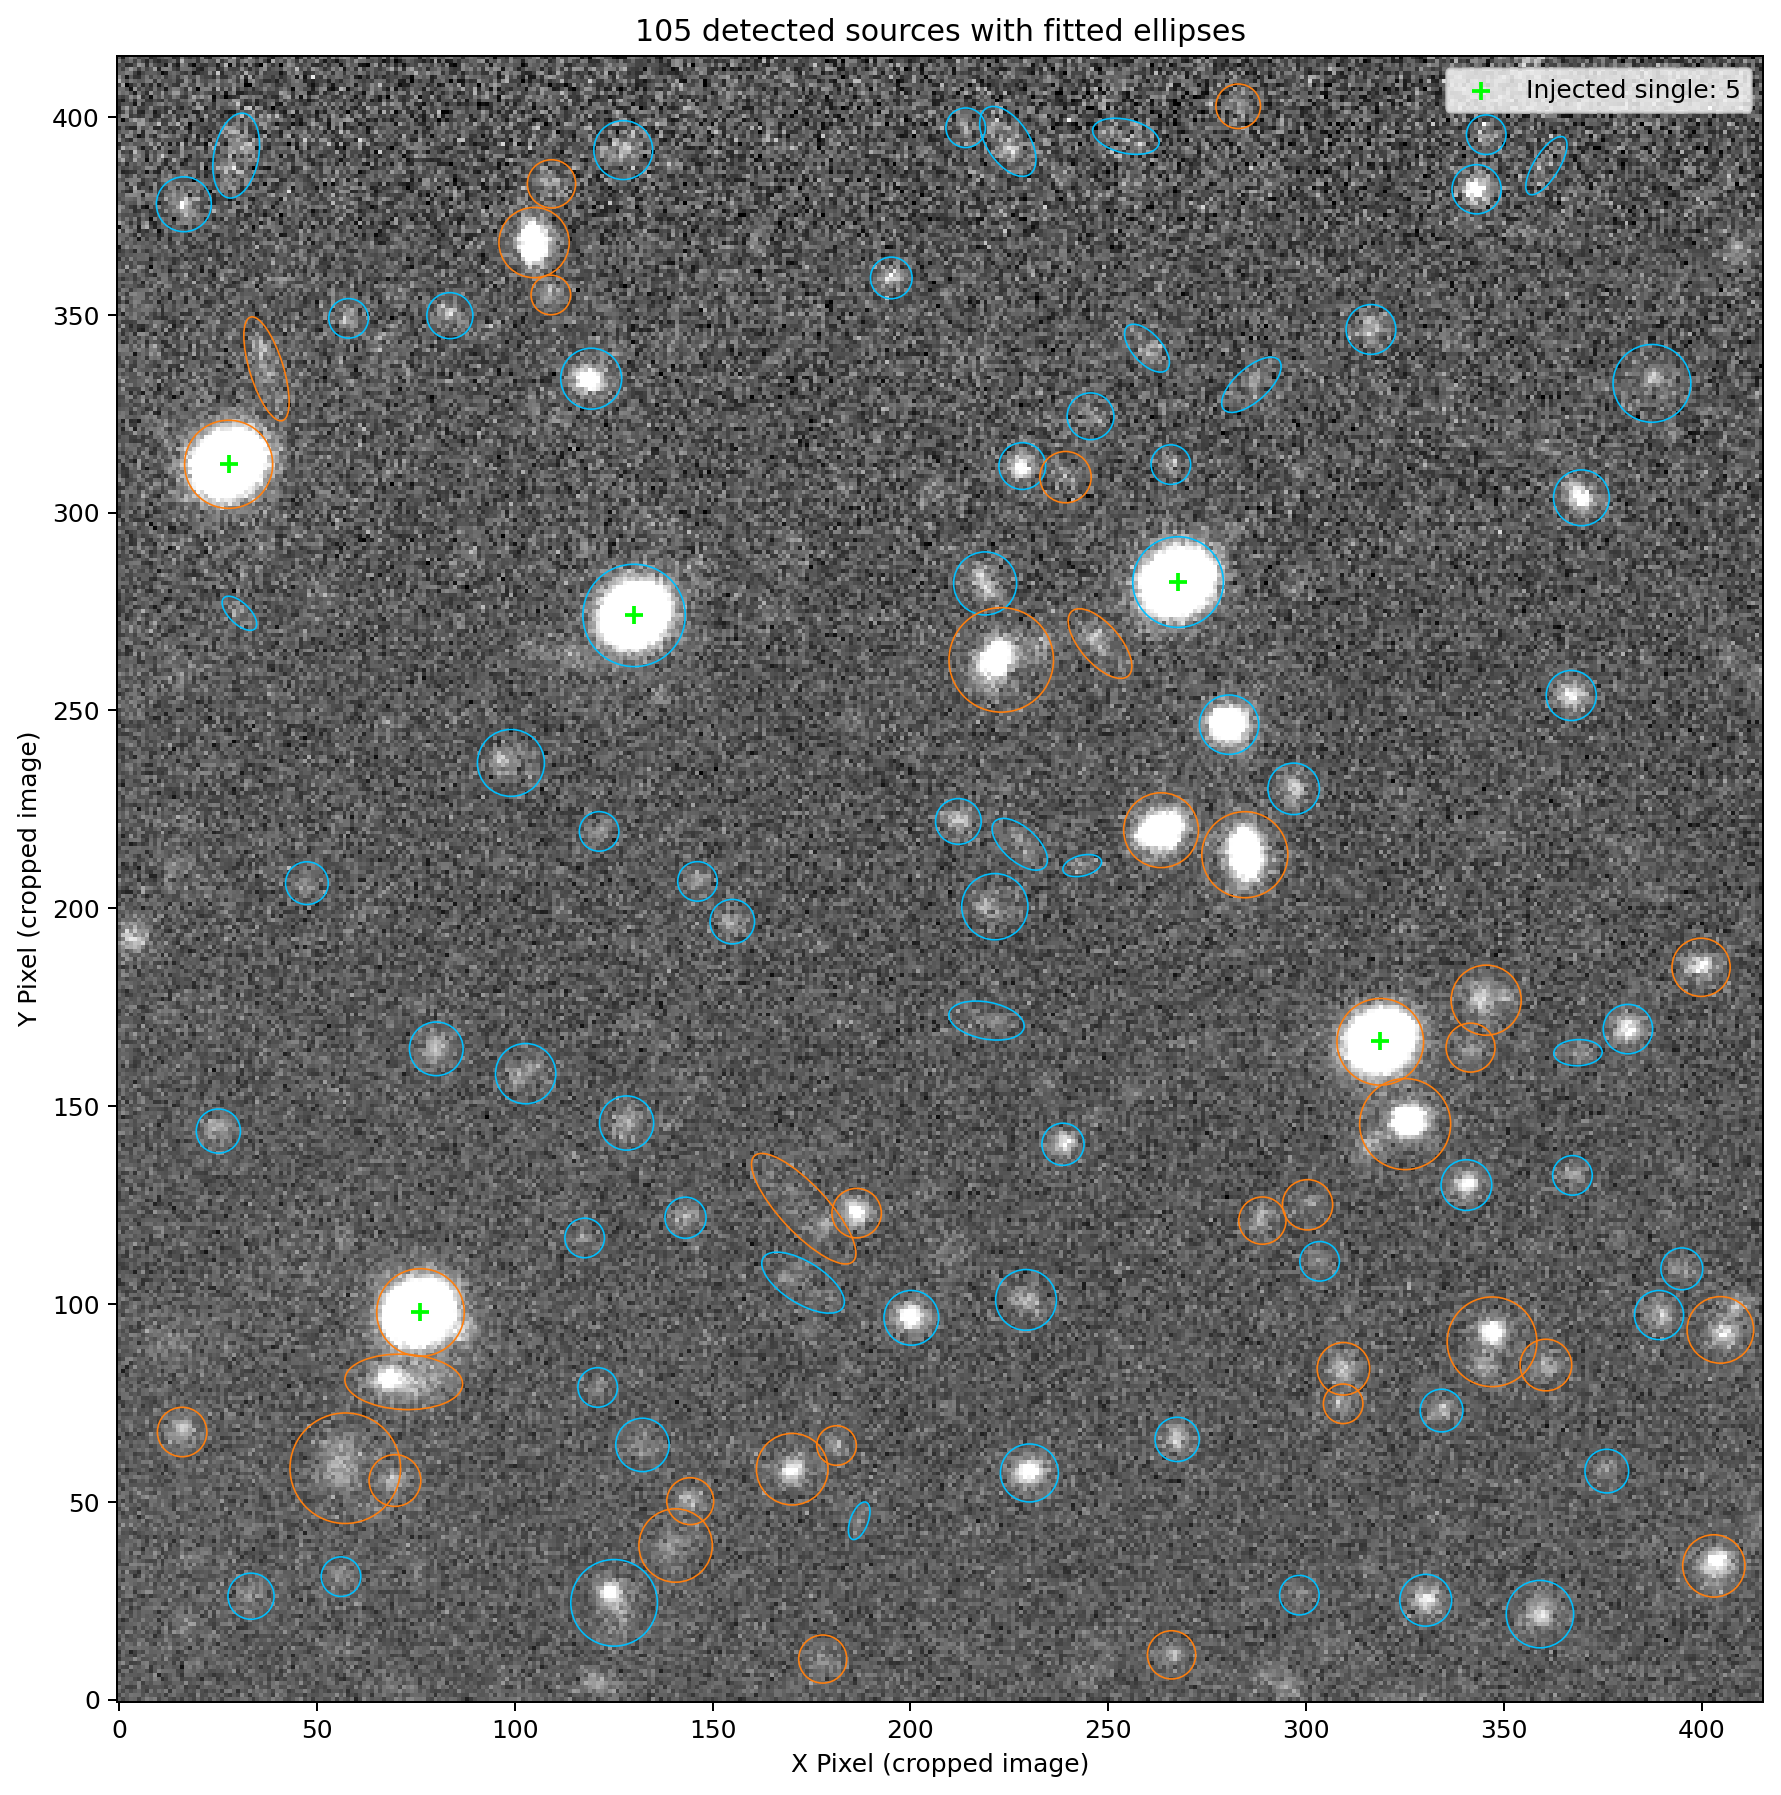 105 detected sources with fitted ellipses
Injected single: 5
400
350
300
250
200
150
100
50
0
Y Pixel (cropped image)
0 50 100 150 200 250 300 350 400
X Pixel (cropped image)